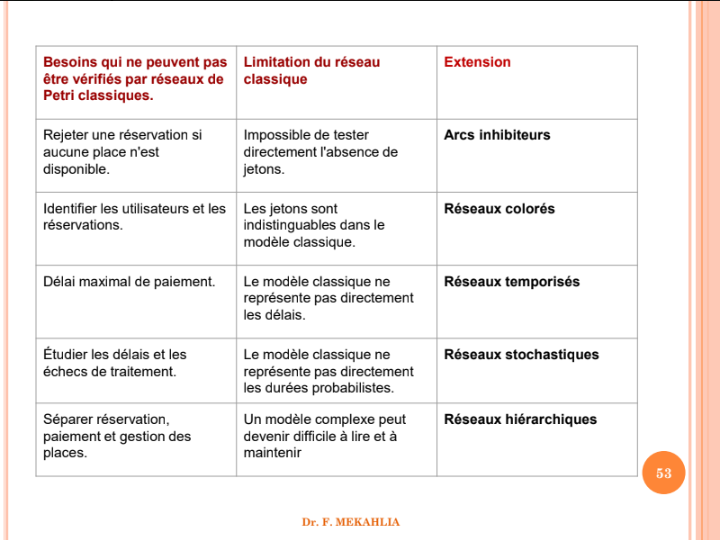 Besoins qui ne peuvent pas
être vérifiés par réseaux de
Petri classiques.
Limitation du réseau
classique
Extension
Rejeter une réservation si
aucune place n'est
disponible.
Impossible de tester
directement l'absence de
jetons.
Arcs inhibiteurs
Identifier les utilisateurs et les
réservations.
Les jetons sont
indistinguables dans le
modèle classique.
Réseaux colorés
Délai maximal de paiement.
Le modèle classique ne
représente pas directement
les délais.
Réseaux temporisés
Étudier les délais et les
échecs de traitement.
Le modèle classique ne
représente pas directement
les durées probabilistes.
Réseaux stochastiques
Séparer réservation,
paiement et gestion des
places.
Un modèle complexe peut
devenir difficile à lire et à
maintenir
Réseaux hiérarchiques
53
Dr. F. MEKAHLIA